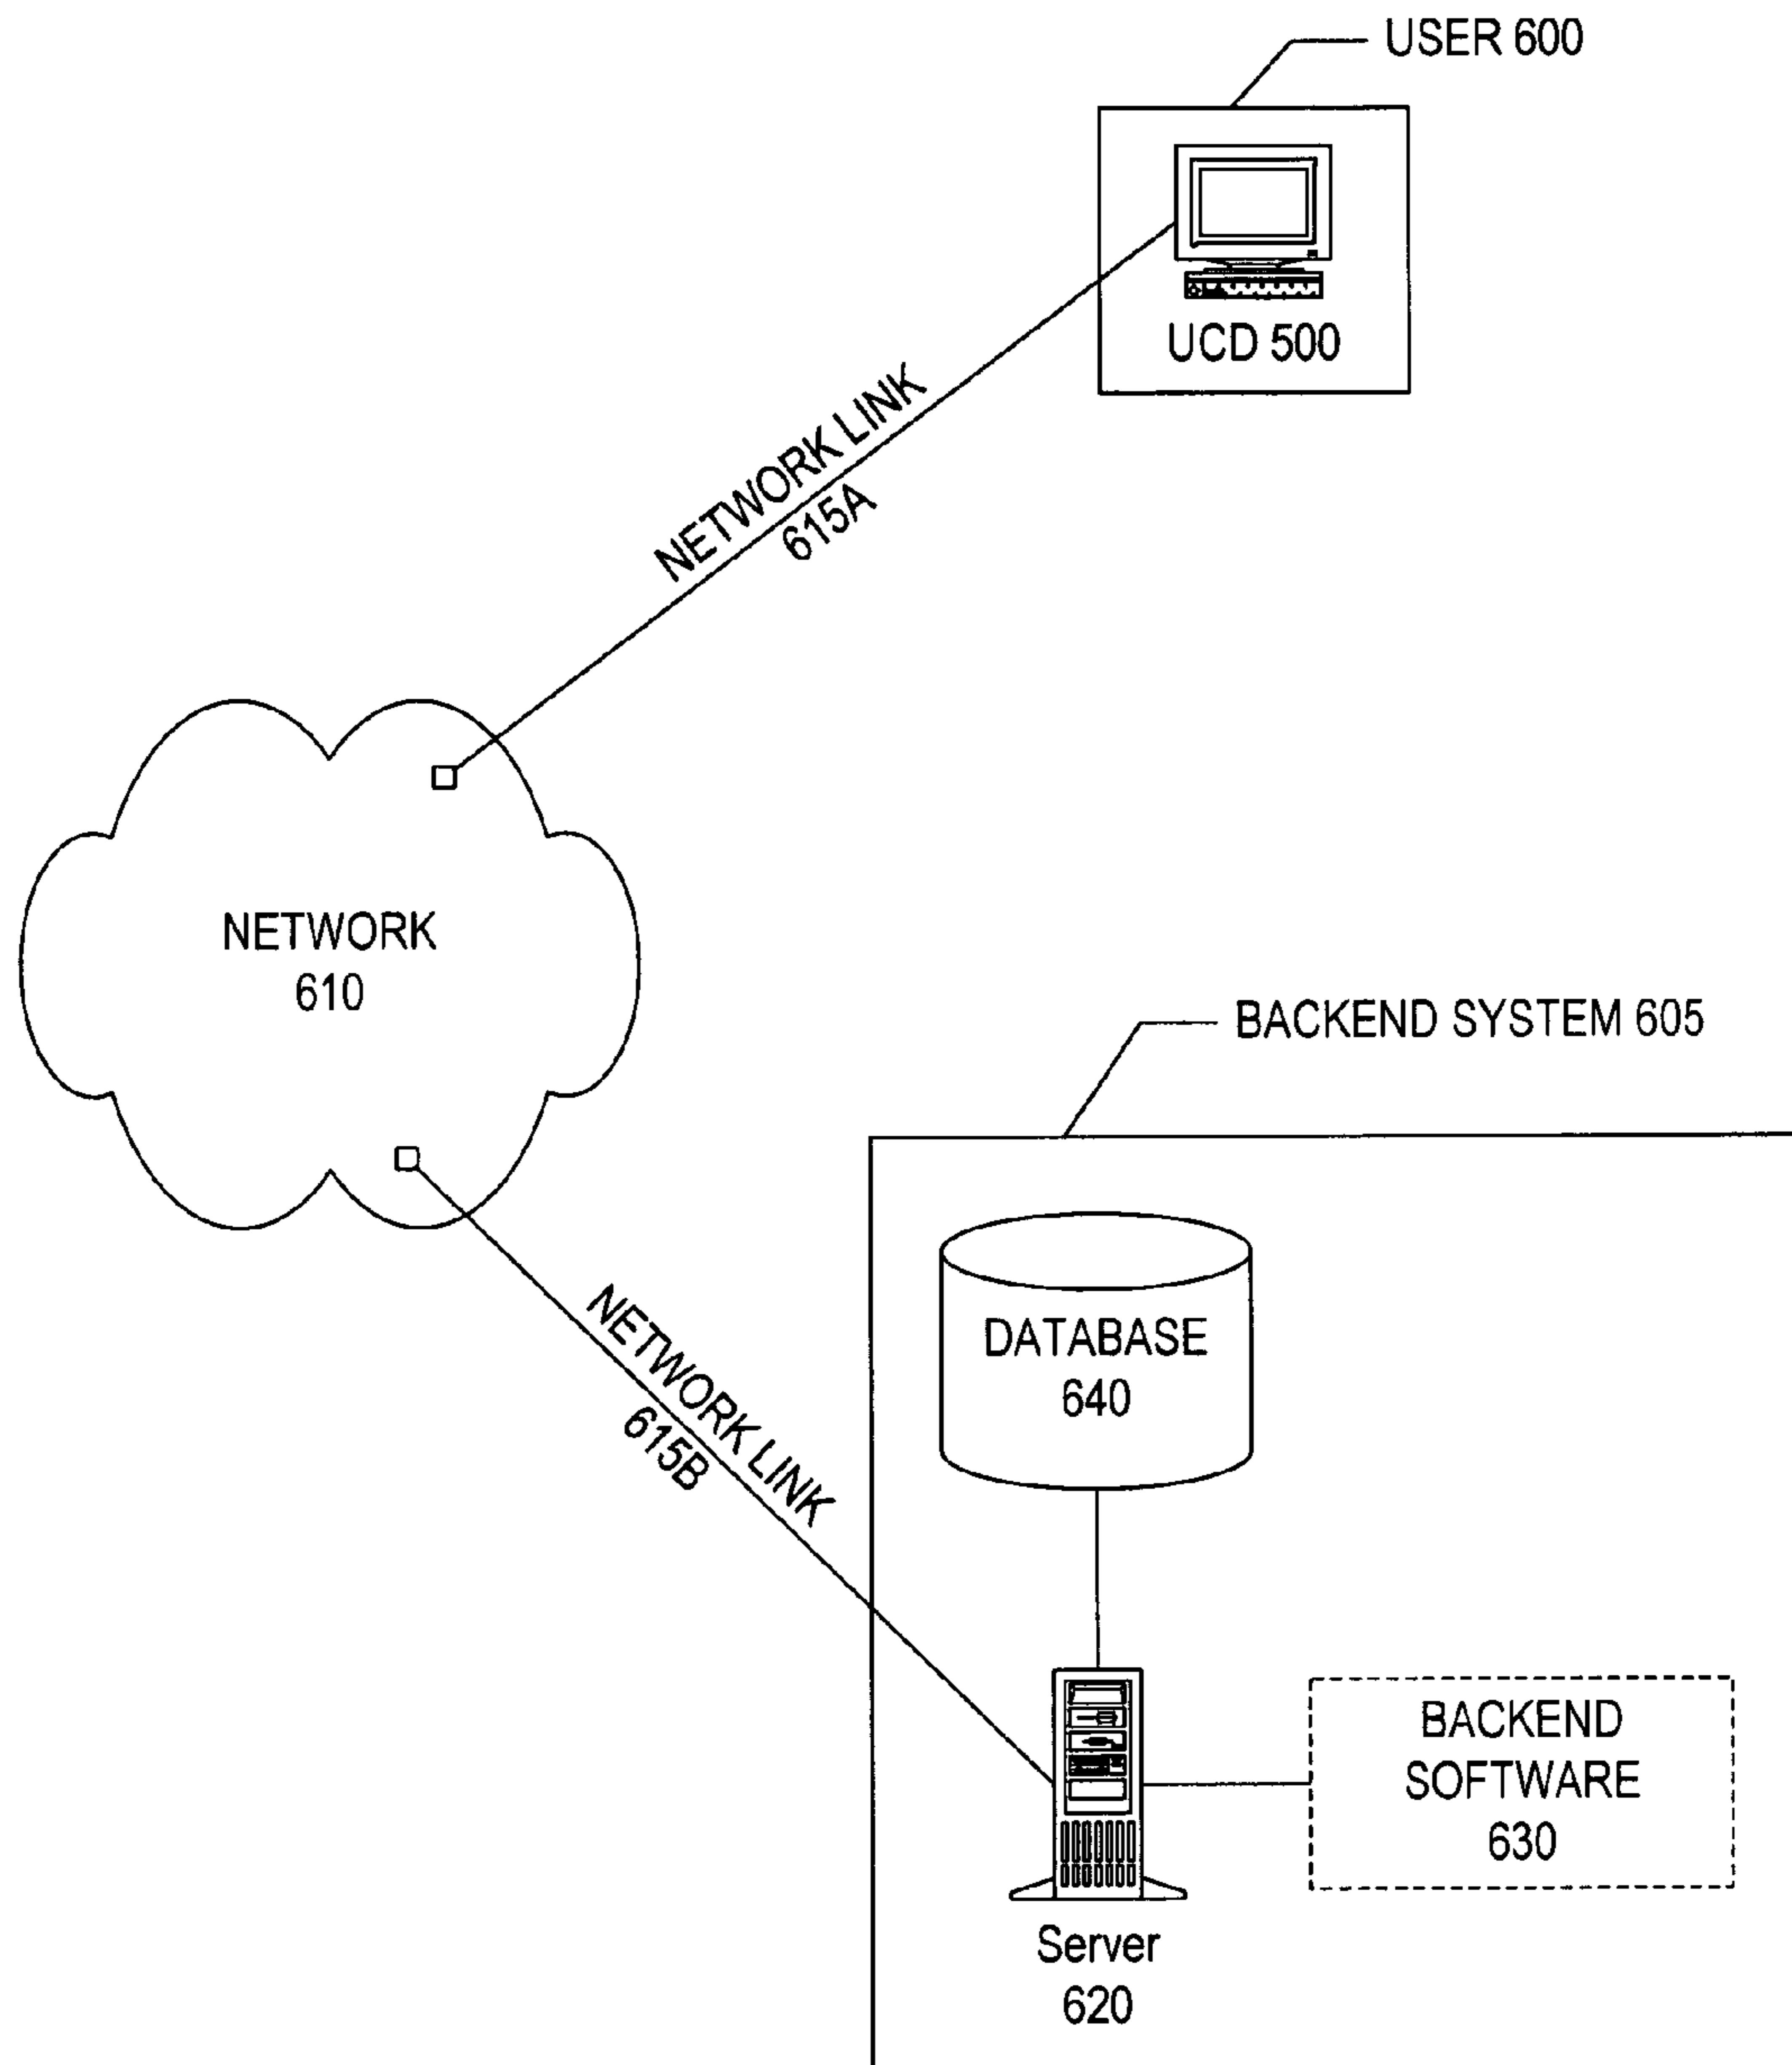 USER 600
UCD 500
NETWORK LINK
615A
NETWORK
610
BACKEND SYSTEM 605
DATABASE
640
NETWORK LINK
615B
BACKEND
SOFTWARE
630
Server
620